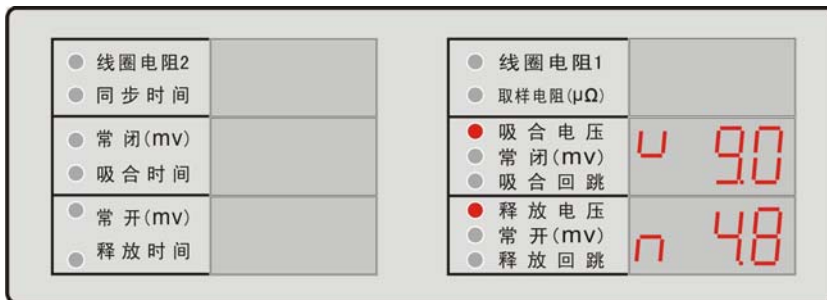 线圈电阻2
同步时间
常闭(mv)
吸合时间
常开(mv)
释放时间
线圈电阻1
取样电阻(μΩ)
吸合电压
常闭(mv)
吸合回跳
u 9.0
释放电压
常开(mv)
释放回跳
n 4.8